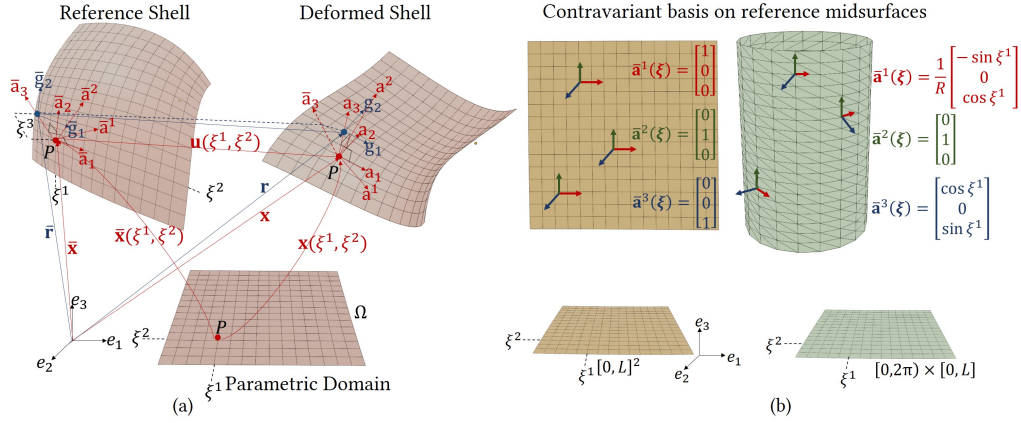 Reference Shell
Deformed Shell
Contravariant basis on reference midsurfaces
ā₃
g̅₂
ā₂
ā²
ξ³
g̅₁
ā¹
P
ā₁
ξ¹
ξ²
r̅
x̅
u(ξ¹, ξ²)
x̅(ξ¹, ξ²)
ā₃
a₃
a²
g₂
a₂
g₁
P
a₁
a¹
r
x
x(ξ¹, ξ²)
e₃
e₁
e₂
ξ²
P
Ω
ξ¹
Parametric Domain
(a)
ā¹(ξ) = [1 0 0]
ā²(ξ) = [0 1 0]
ā³(ξ) = [0 0 1]
ā¹(ξ) = 1/R [− sin ξ¹ 0 cos ξ¹]
ā²(ξ) = [0 1 0]
ā³(ξ) = [cos ξ¹ 0 sin ξ¹]
ξ²
ξ¹
[0, L]²
e₃
e₁
e₂
ξ²
ξ¹
[0,2π) × [0, L]
(b)